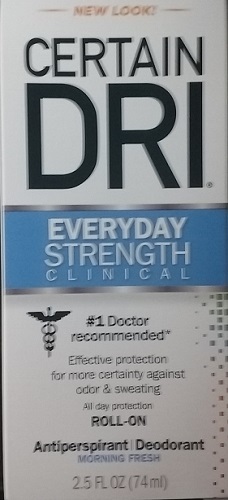 NEW LOOK!
CERTAIN
DRI®
EVERYDAY
STRENGTH
CLINICAL
#1 Doctor
recommended*
Effective protection
for more certainty against
odor & sweating
All day protection
ROLL-ON
Antiperspirant | Deodorant
MORNING FRESH
2.5 FL OZ (74 ml)